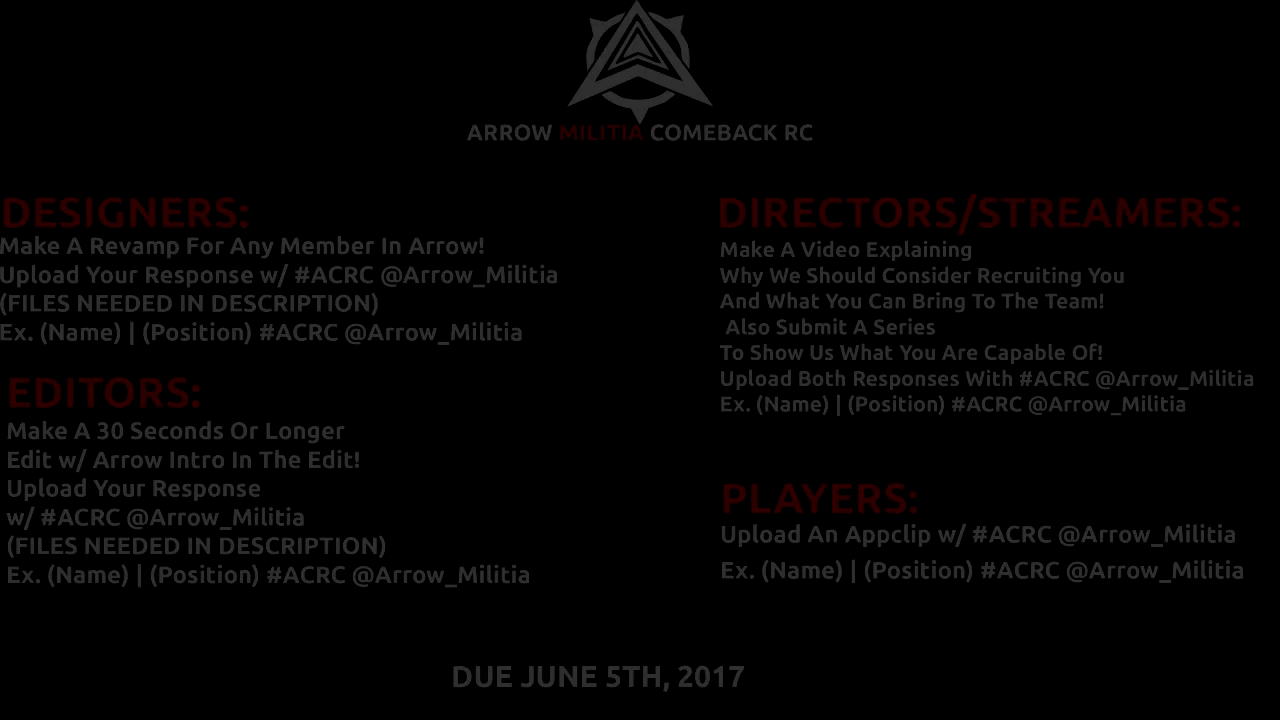 ARROW MILITIA COMEBACK RC
DESIGNERS:
Make A Revamp For Any Member In Arrow!
Upload Your Response w/ #ACRC @Arrow_Militia
(FILES NEEDED IN DESCRIPTION)
Ex. (Name) | (Position) #ACRC @Arrow_Militia
EDITORS:
Make A 30 Seconds Or Longer
Edit w/ Arrow Intro In The Edit!
Upload Your Response
w/ #ACRC @Arrow_Militia
(FILES NEEDED IN DESCRIPTION)
Ex. (Name) | (Position) #ACRC @Arrow_Militia
DIRECTORS/STREAMERS:
Make A Video Explaining
Why We Should Consider Recruiting You
And What You Can Bring To The Team!
Also Submit A Series
To Show Us What You Are Capable Of!
Upload Both Responses With #ACRC @Arrow_Militia
Ex. (Name) | (Position) #ACRC @Arrow_Militia
PLAYERS:
Upload An Appclip w/ #ACRC @Arrow_Militia
Ex. (Name) | (Position) #ACRC @Arrow_Militia
DUE JUNE 5TH, 2017